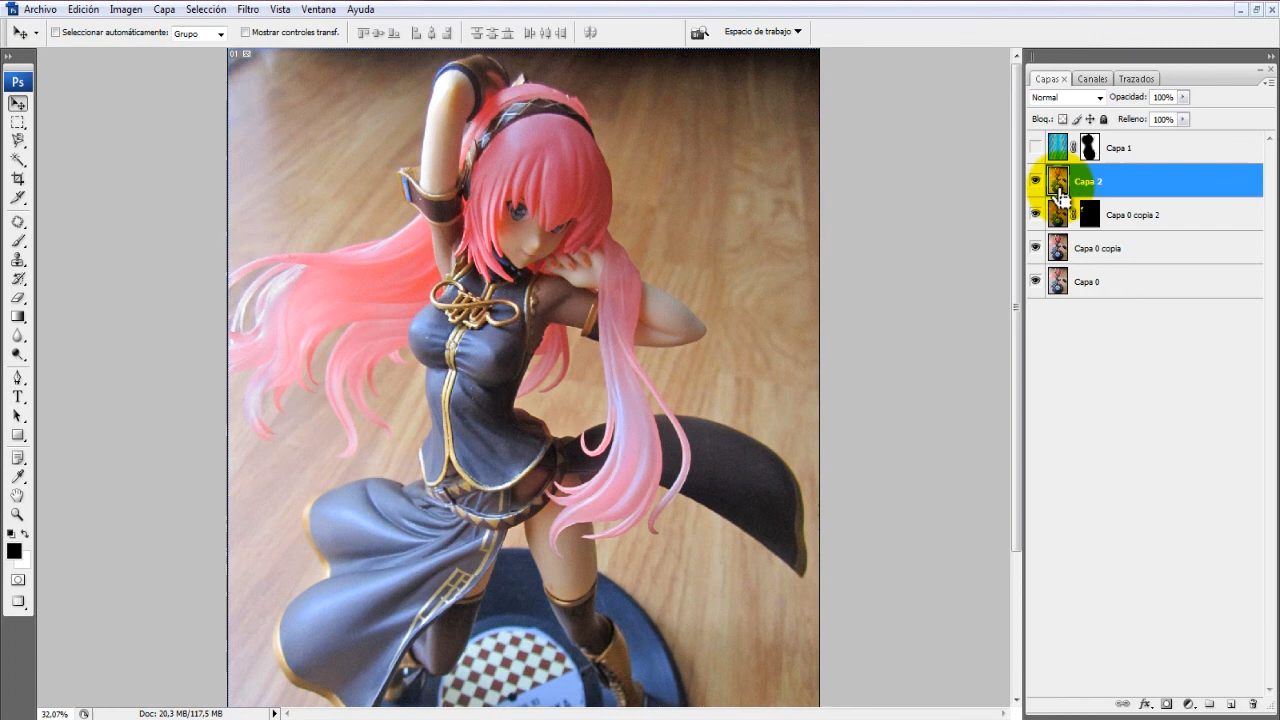 Archivo Edición Imagen Capa Selección Filtro Vista Ventana Ayuda
Seleccionar automáticamente: Grupo Mostrar controles transf. Espacio de trabajo
01
Ps
Capas × Canales Trazados
Normal Opacidad: 100%
Bloq.: Relleno: 100%
Capa 1
Capa 2
Capa 0 copia 2
Capa 0 copia
Capa 0
32,07% Doc: 20,3 MB/117,5 MB